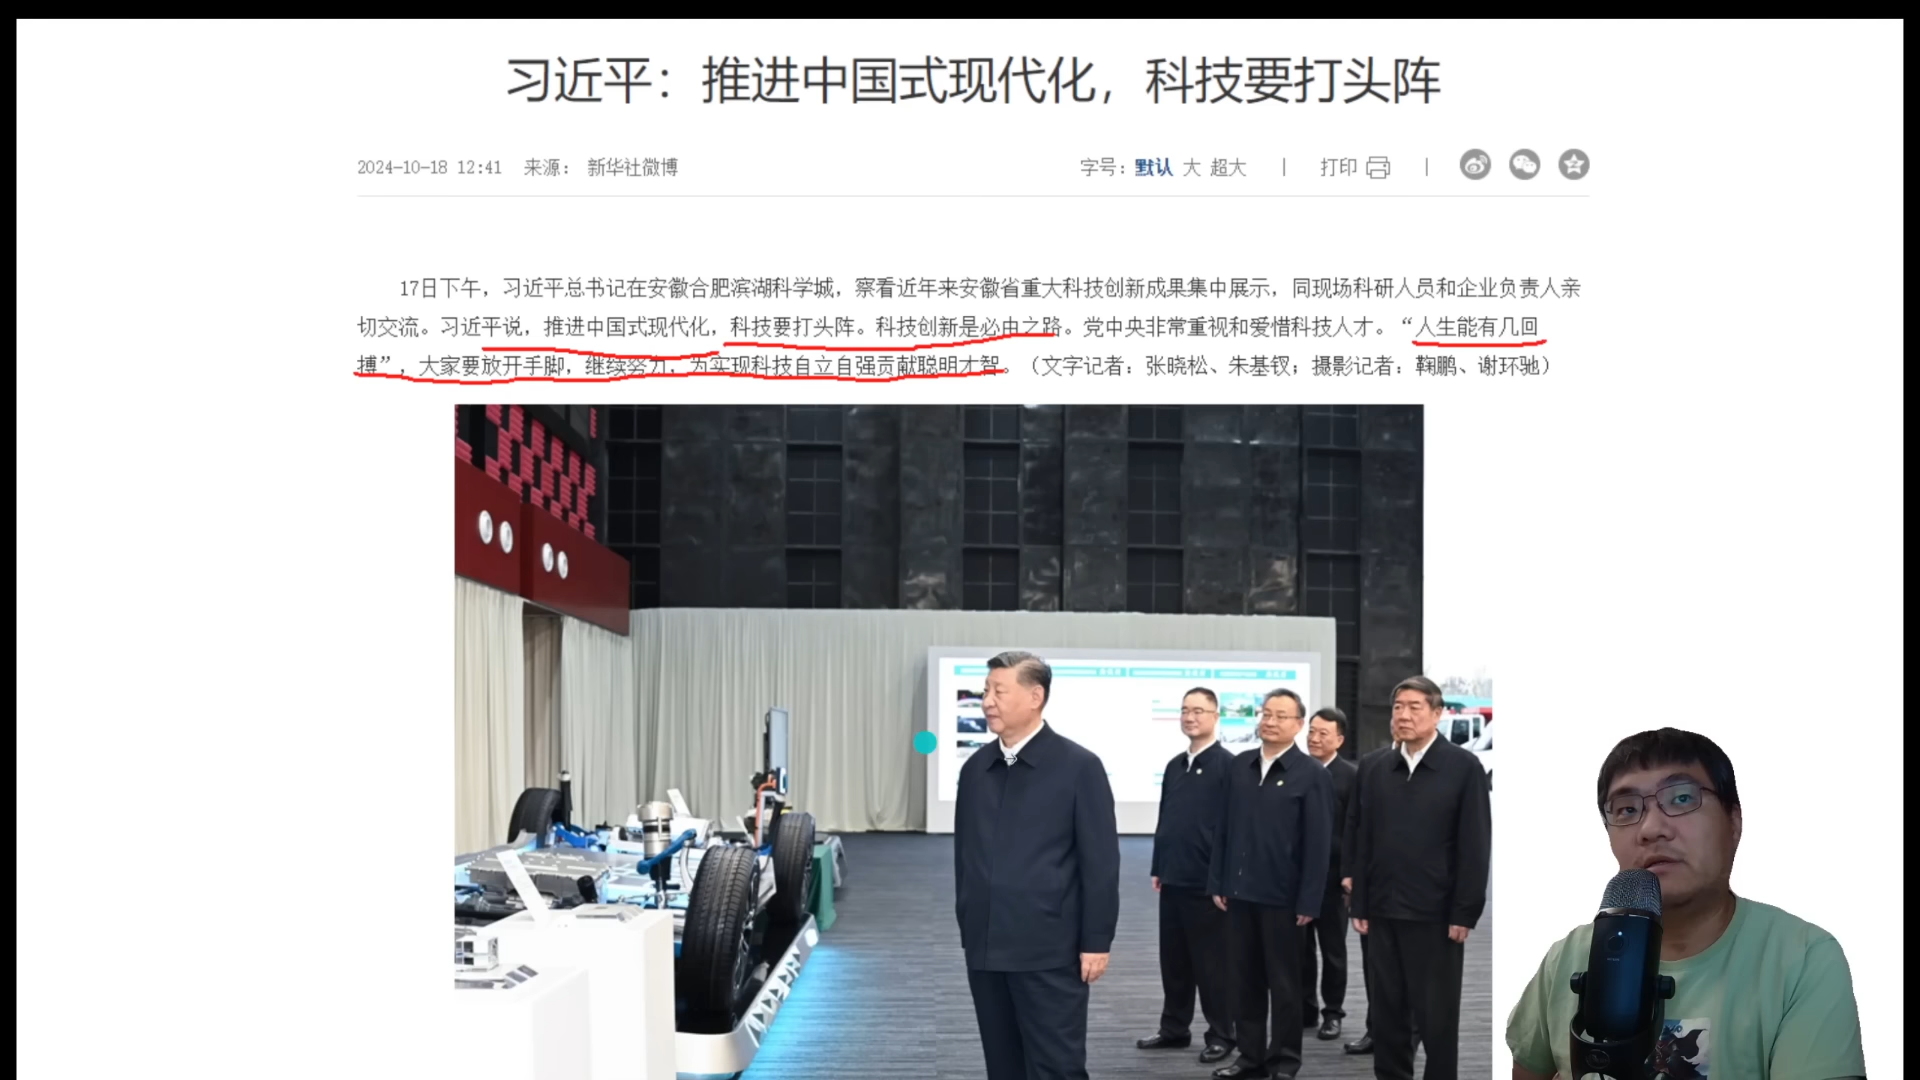 习近平：推进中国式现代化，科技要打头阵
2024-10-18 12:41 来源： 新华社微博 字号：默认 大 超大 | 打印 |
17日下午，习近平总书记在安徽合肥滨湖科学城，察看近年来安徽省重大科技创新成果集中展示，同现场科研人员和企业负责人亲
切交流。习近平说，推进中国式现代化，科技要打头阵。科技创新是必由之路。党中央非常重视和爱惜科技人才。“人生能有几回
搏”，大家要放开手脚，继续努力，为实现科技自立自强贡献聪明才智。（文字记者：张晓松、朱基钗；摄影记者：鞠鹏、谢环驰）